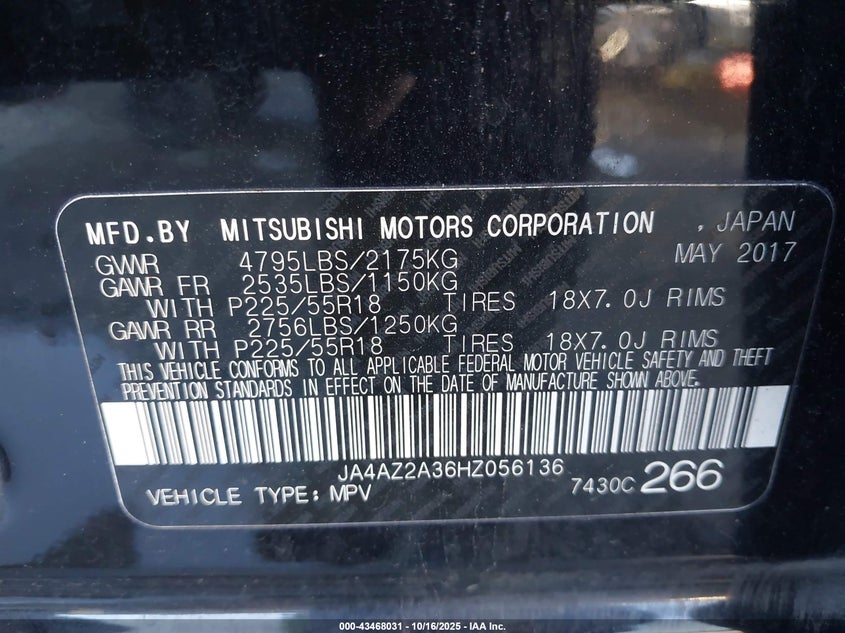 MFD.BY MITSUBISHI MOTORS CORPORATION , JAPAN
GVWR 4795LBS/2175KG MAY 2017
GAWR FR 2535LBS/1150KG
WITH P225/55R18 TIRES 18X7.0J RIMS
GAWR RR 2756LBS/1250KG
WITH P225/55R18 TIRES 18X7.0J RIMS
THIS VEHICLE CONFORMS TO ALL APPLICABLE FEDERAL MOTOR VEHICLE SAFETY AND THEFT
PREVENTION STANDARDS IN EFFECT ON THE DATE OF MANUFACTURE SHOWN ABOVE.
JA4AZ2A36HZ056136
VEHICLE TYPE: MPV 7430C 266
000-43468031 - 10/16/2025 - IAA Inc.